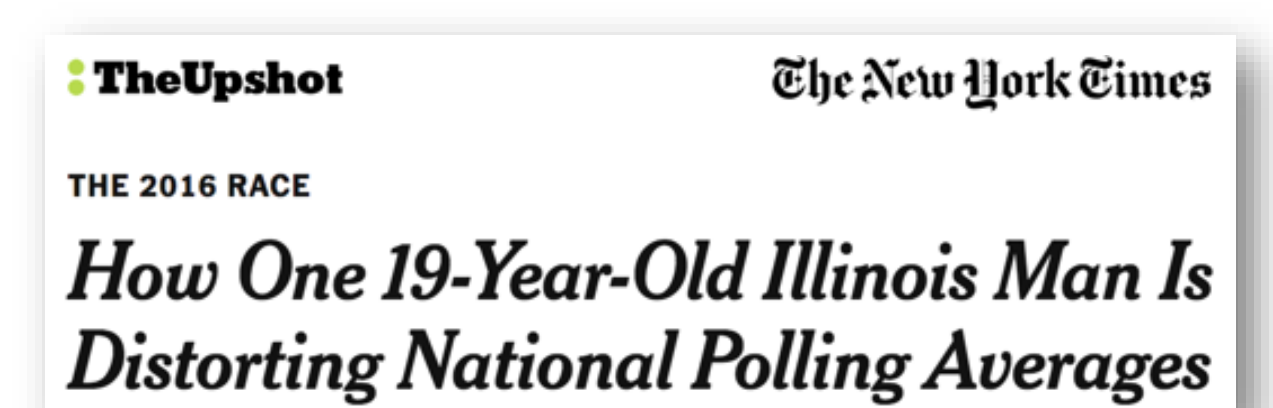 TheUpshot
The New York Times
THE 2016 RACE
How One 19-Year-Old Illinois Man Is
Distorting National Polling Averages